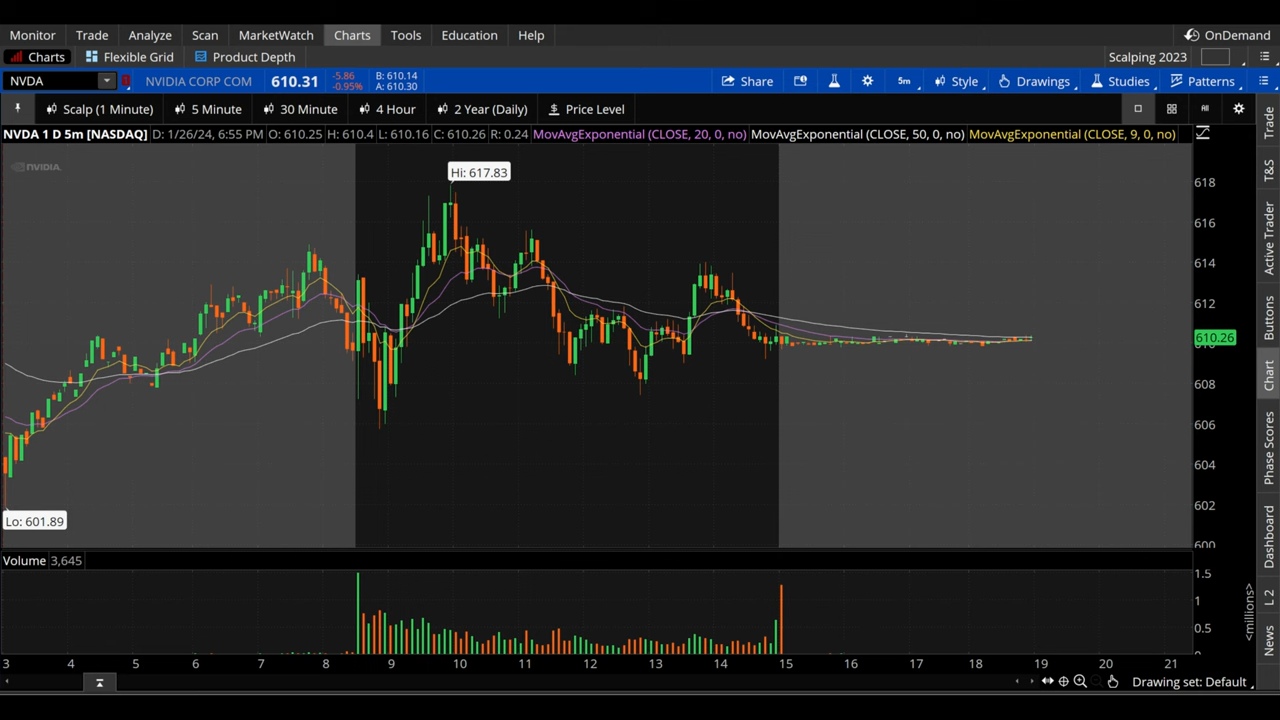 Monitor Trade Analyze Scan MarketWatch Charts Tools Education Help OnDemand
Charts Flexible Grid Product Depth Scalping 2023
NVDA NVIDIA CORP COM 610.31 -5.86 -0.95% B: 610.14 A: 610.30 Share 5m Style Drawings Studies Patterns
Scalp (1 Minute) 5 Minute 30 Minute 4 Hour 2 Year (Daily) $ Price Level All
NVDA 1 D 5m [NASDAQ] D: 1/26/24, 6:55 PM O: 610.25 H: 610.4 L: 610.16 C: 610.26 R: 0.24 MovAvgExponential (CLOSE, 20, 0, no) MovAvgExponential (CLOSE, 50, 0, no) MovAvgExponential (CLOSE, 9, 0, no)
NVIDIA.
Hi: 617.83
618
616
614
612
610.26
610
608
606
604
602
600
Lo: 601.89
Volume 3,645
1.5
1
0.5
0
<millions>
3 4 5 6 7 8 9 10 11 12 13 14 15 16 17 18 19 20 21
Drawing set: Default
Trade
T&S
Active Trader
Buttons
Chart
Phase Scores
Dashboard
L 2
News